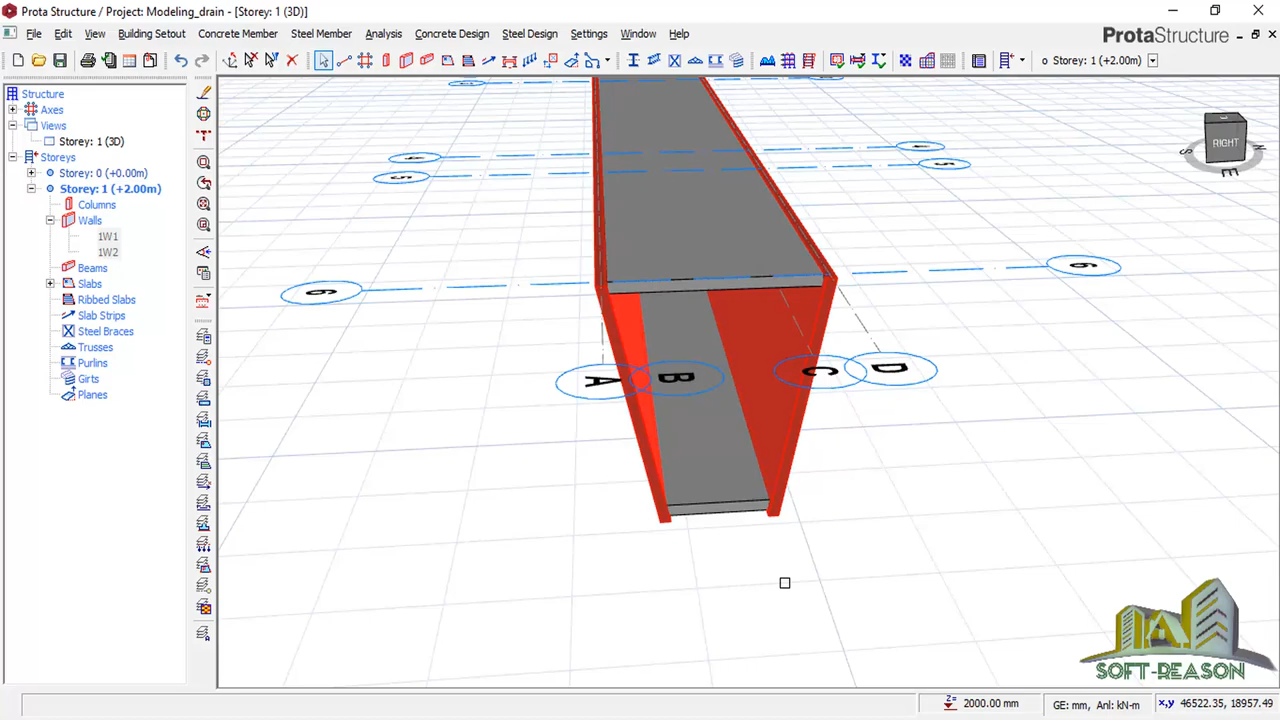 Prota Structure / Project: Modeling_drain - [Storey: 1 (3D)]
File Edit View Building Setout Concrete Member Steel Member Analysis Concrete Design Steel Design Settings Window Help
ProtaStructure
Storey: 1 (+2.00m)
Structure
Axes
Views
Storey: 1 (3D)
Storeys
Storey: 0 (+0.00m)
Storey: 1 (+2.00m)
Columns
Walls
1W1
1W2
Beams
Slabs
Ribbed Slabs
Slab Strips
Steel Braces
Trusses
Purlins
Girts
Planes
RIGHT
S
N
E
4 4
5 5
6 6
A B C D
SOFT-REASON
Z= 2000.00 mm
GE: mm, Anl: kN-m
x,y 46522.35, 18957.49